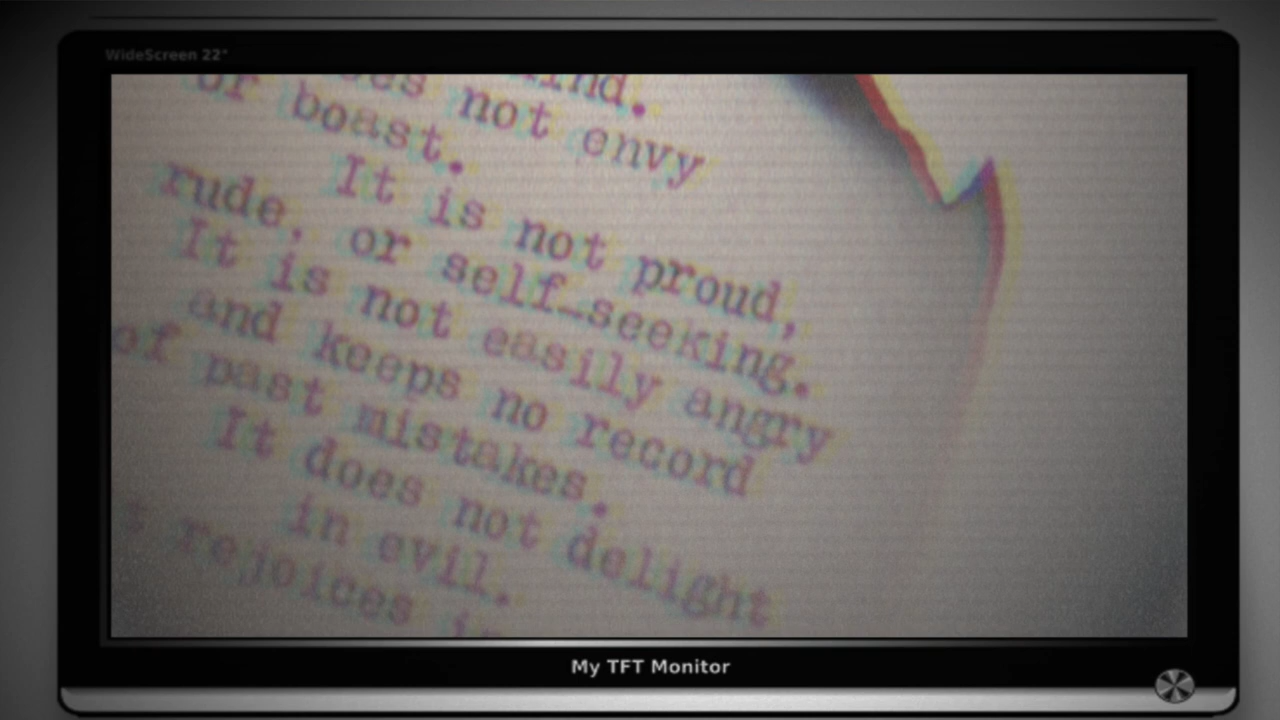 WideScreen 22"
not envy
or boast.
It is not proud,
rude, or self-seeking.
It is not easily angry
and keeps no record
of past mistakes.
It does not delight
in evil.
rejoices
My TFT Monitor